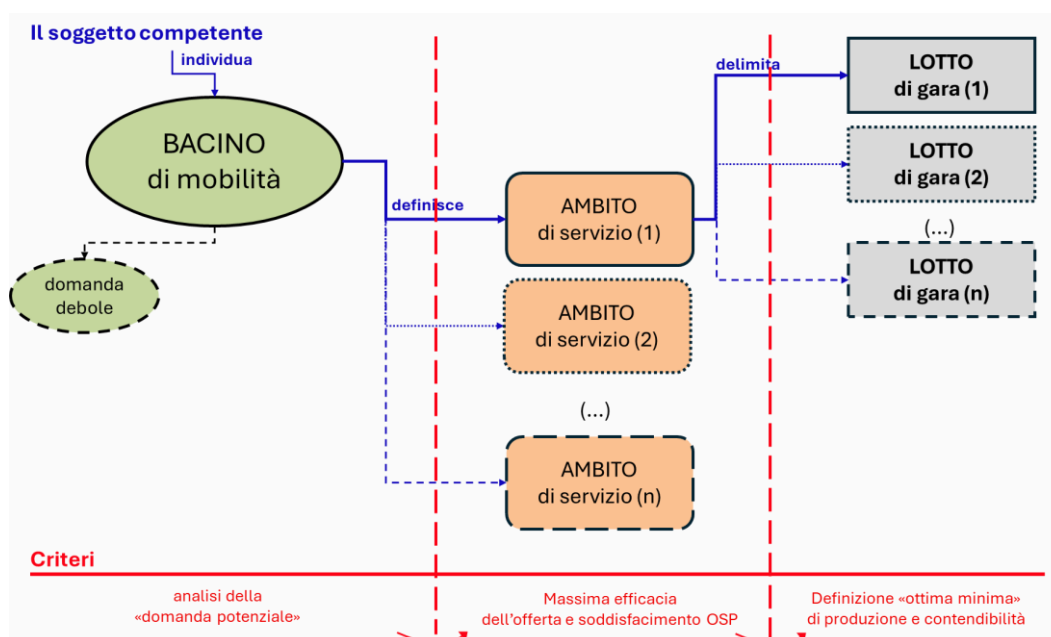 Il soggetto competente
individua
BACINO
di mobilità
domanda
debole
definisce
AMBITO
di servizio (1)
AMBITO
di servizio (2)
(...)
AMBITO
di servizio (n)
delimita
LOTTO
di gara (1)
LOTTO
di gara (2)
(...)
LOTTO
di gara (n)
Criteri
analisi della
«domanda potenziale»
Massima efficacia
dell'offerta e soddisfacimento OSP
Definizione «ottima minima»
di produzione e contendibilità